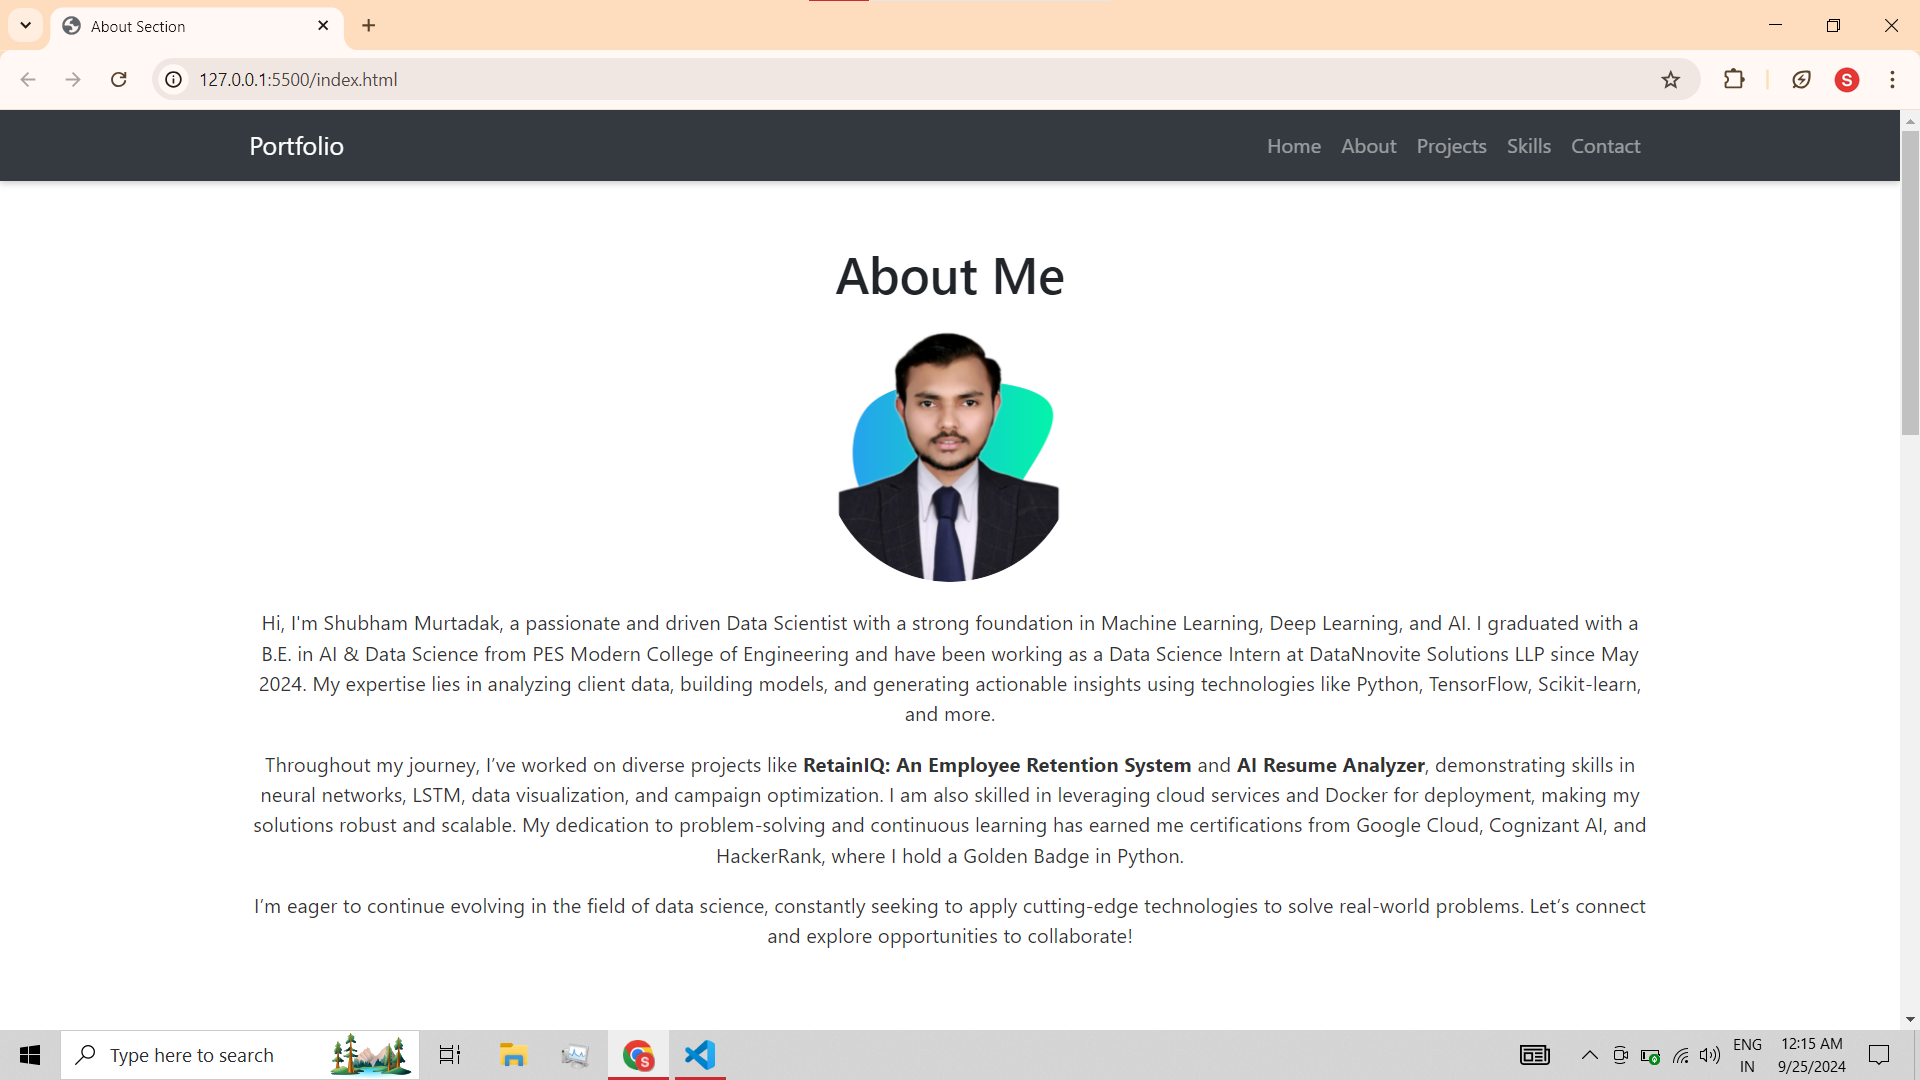 About Section
127.0.0.1:5500/index.html
S
Portfolio
Home About Projects Skills Contact
About Me
Hi, I'm Shubham Murtadak, a passionate and driven Data Scientist with a strong foundation in Machine Learning, Deep Learning, and AI. I graduated with a
B.E. in AI & Data Science from PES Modern College of Engineering and have been working as a Data Science Intern at DataNnovite Solutions LLP since May
2024. My expertise lies in analyzing client data, building models, and generating actionable insights using technologies like Python, TensorFlow, Scikit-learn,
and more.
Throughout my journey, I’ve worked on diverse projects like RetainIQ: An Employee Retention System and AI Resume Analyzer, demonstrating skills in
neural networks, LSTM, data visualization, and campaign optimization. I am also skilled in leveraging cloud services and Docker for deployment, making my
solutions robust and scalable. My dedication to problem-solving and continuous learning has earned me certifications from Google Cloud, Cognizant AI, and
HackerRank, where I hold a Golden Badge in Python.
I’m eager to continue evolving in the field of data science, constantly seeking to apply cutting-edge technologies to solve real-world problems. Let’s connect
and explore opportunities to collaborate!
Type here to search
S
ENG
IN
12:15 AM
9/25/2024